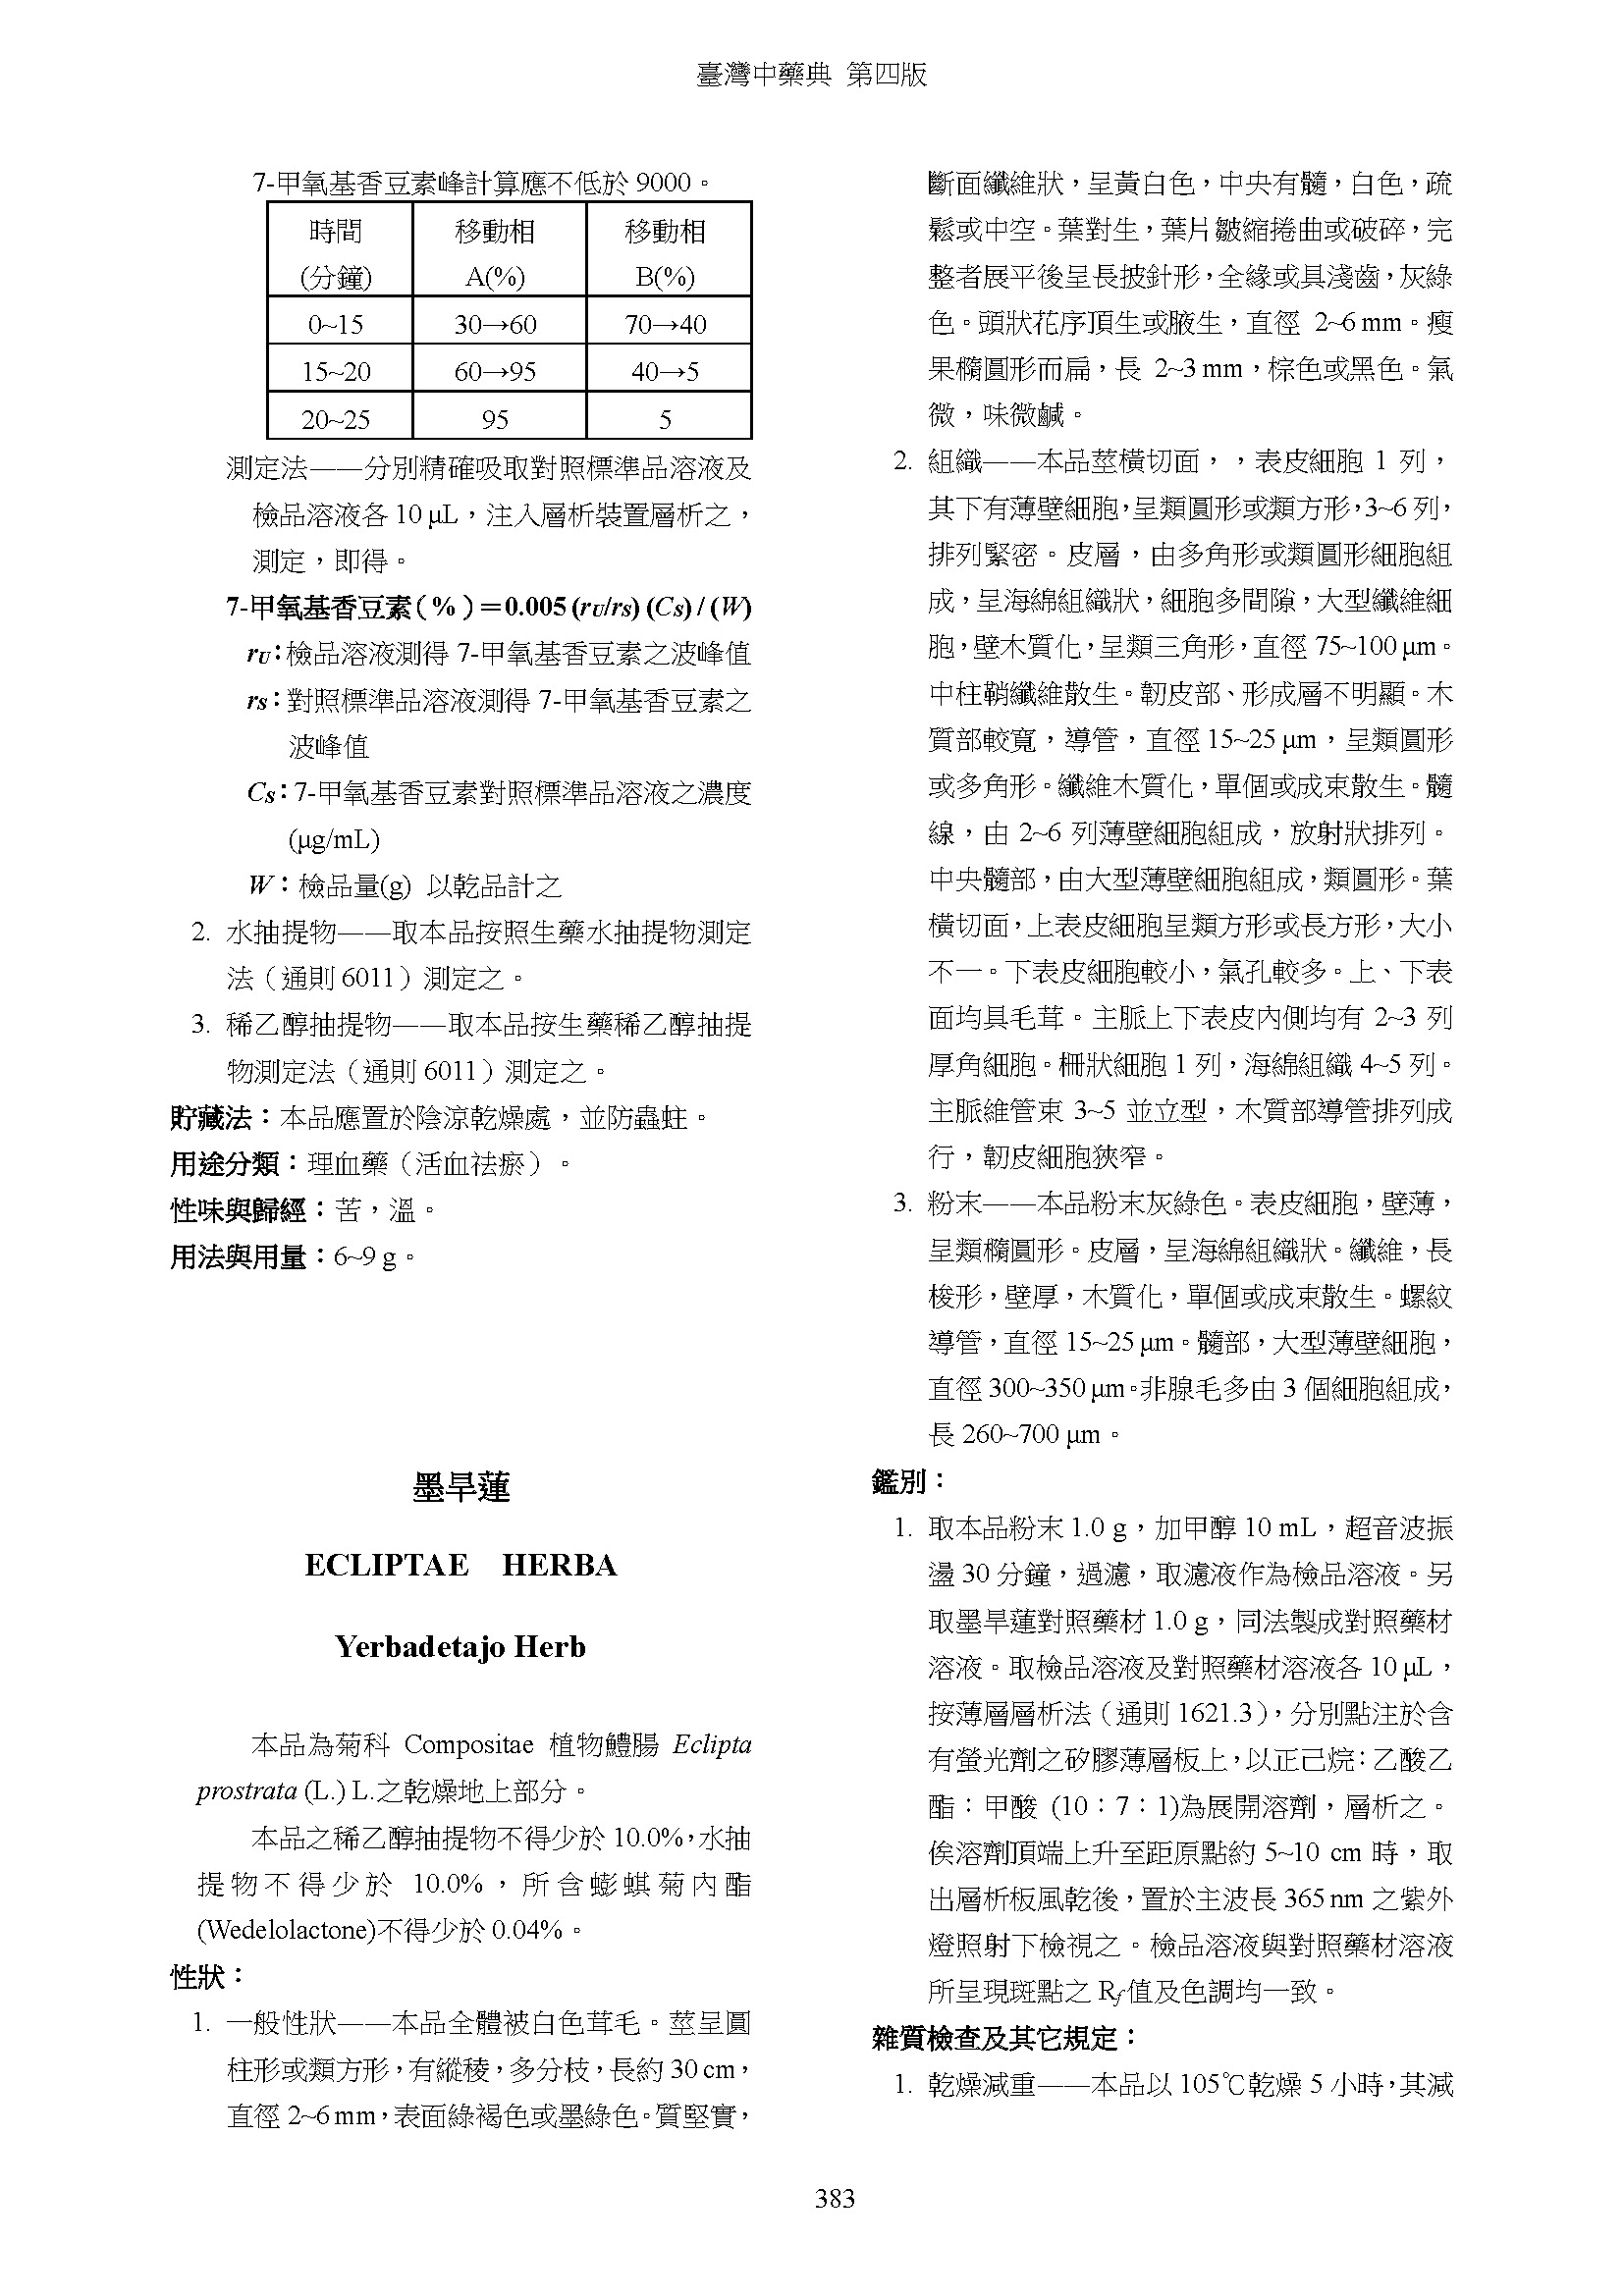 臺灣中藥典 第四版
7-甲氧基香豆素峰計算應不低於 9000。
時間 (分鐘) 移動相 A(%) 移動相 B(%)
0~15 30→60 70→40
15~20 60→95 40→5
20~25 95 5
測定法——分別精確吸取對照標準品溶液及
檢品溶液各 10 μL，注入層析裝置層析之，
測定，即得。
7-甲氧基香豆素（%）＝0.005 (rU/rS) (CS) / (W)
rU：檢品溶液測得 7-甲氧基香豆素之波峰值
rS：對照標準品溶液測得 7-甲氧基香豆素之
波峰值
CS：7-甲氧基香豆素對照標準品溶液之濃度
(μg/mL)
W：檢品量(g) 以乾品計之
2. 水抽提物——取本品按照生藥水抽提物測定
法（通則 6011）測定之。
3. 稀乙醇抽提物——取本品按生藥稀乙醇抽提
物測定法（通則 6011）測定之。
貯藏法：本品應置於陰涼乾燥處，並防蟲蛀。
用途分類：理血藥（活血祛瘀）。
性味與歸經：苦，溫。
用法與用量：6~9 g。
墨旱蓮
ECLIPTAE HERBA
Yerbadetajo Herb
本品為菊科 Compositae 植物鱧腸 Eclipta
prostrata (L.) L.之乾燥地上部分。
本品之稀乙醇抽提物不得少於 10.0%，水抽
提物不得少於 10.0%，所含蟛蜞菊內酯
(Wedelolactone)不得少於 0.04%。
性狀：
1. 一般性狀——本品全體被白色茸毛。莖呈圓
柱形或類方形，有縱稜，多分枝，長約 30 cm，
直徑 2~6 mm，表面綠褐色或墨綠色。質堅實，
斷面纖維狀，呈黃白色，中央有髓，白色，疏
鬆或中空。葉對生，葉片皺縮捲曲或破碎，完
整者展平後呈長披針形，全緣或具淺齒，灰綠
色。頭狀花序頂生或腋生，直徑 2~6 mm。瘦
果橢圓形而扁，長 2~3 mm，棕色或黑色。氣
微，味微鹹。
2. 組織——本品莖橫切面，，表皮細胞 1 列，
其下有薄壁細胞，呈類圓形或類方形，3~6 列，
排列緊密。皮層，由多角形或類圓形細胞組
成，呈海綿組織狀，細胞多間隙，大型纖維細
胞，壁木質化，呈類三角形，直徑 75~100 μm。
中柱鞘纖維散生。韌皮部、形成層不明顯。木
質部較寬，導管，直徑 15~25 μm，呈類圓形
或多角形。纖維木質化，單個或成束散生。髓
線，由 2~6 列薄壁細胞組成，放射狀排列。
中央髓部，由大型薄壁細胞組成，類圓形。葉
橫切面，上表皮細胞呈類方形或長方形，大小
不一。下表皮細胞較小，氣孔較多。上、下表
面均具毛茸。主脈上下表皮內側均有 2~3 列
厚角細胞。柵狀細胞 1 列，海綿組織 4~5 列。
主脈維管束 3~5 並立型，木質部導管排列成
行，韌皮細胞狹窄。
3. 粉末——本品粉末灰綠色。表皮細胞，壁薄，
呈類橢圓形。皮層，呈海綿組織狀。纖維，長
梭形，壁厚，木質化，單個或成束散生。螺紋
導管，直徑 15~25 μm。髓部，大型薄壁細胞，
直徑 300~350 μm。非腺毛多由 3 個細胞組成，
長 260~700 μm。
鑑別：
1. 取本品粉末 1.0 g，加甲醇 10 mL，超音波振
盪 30 分鐘，過濾，取濾液作為檢品溶液。另
取墨旱蓮對照藥材 1.0 g，同法製成對照藥材
溶液。取檢品溶液及對照藥材溶液各 10 μL，
按薄層層析法（通則 1621.3），分別點注於含
有螢光劑之矽膠薄層板上，以正己烷：乙酸乙
酯：甲酸 (10：7：1)為展開溶劑，層析之。
俟溶劑頂端上升至距原點約 5~10 cm 時，取
出層析板風乾後，置於主波長 365 nm 之紫外
燈照射下檢視之。檢品溶液與對照藥材溶液
所呈現斑點之 Rf值及色調均一致。
雜質檢查及其它規定：
1. 乾燥減重——本品以 105℃乾燥 5 小時，其減
383